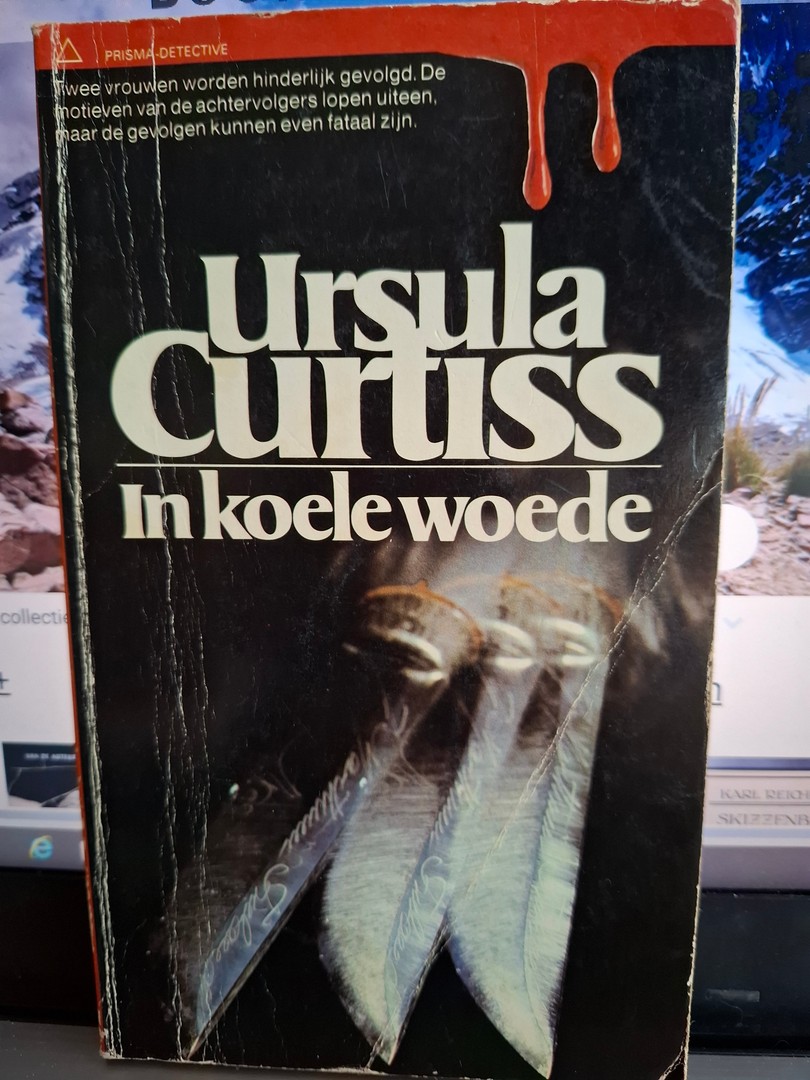 PRISMA-DETECTIVE
Twee vrouwen worden hinderlijk gevolgd. De
motieven van de achtervolgers lopen uiteen,
maar de gevolgen kunnen even fataal zijn.
Ursula
Curtiss
In koele woede
collectie
KARL REICH
SKIZZENB